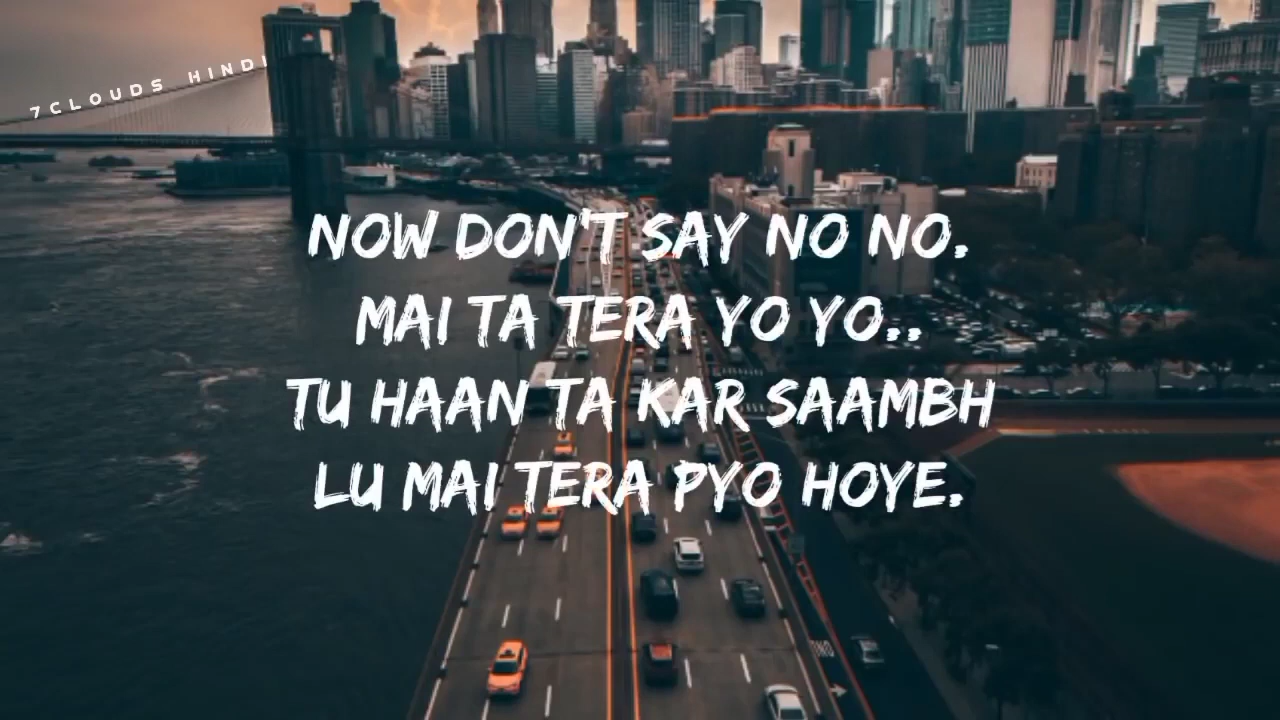 7CLOUDS HINDI
NOW DON'T SAY NO NO.
MAI TA TERA YO YO..
TU HAAN TA KAR SAAMBH
LU MAI TERA PYO HOYE.